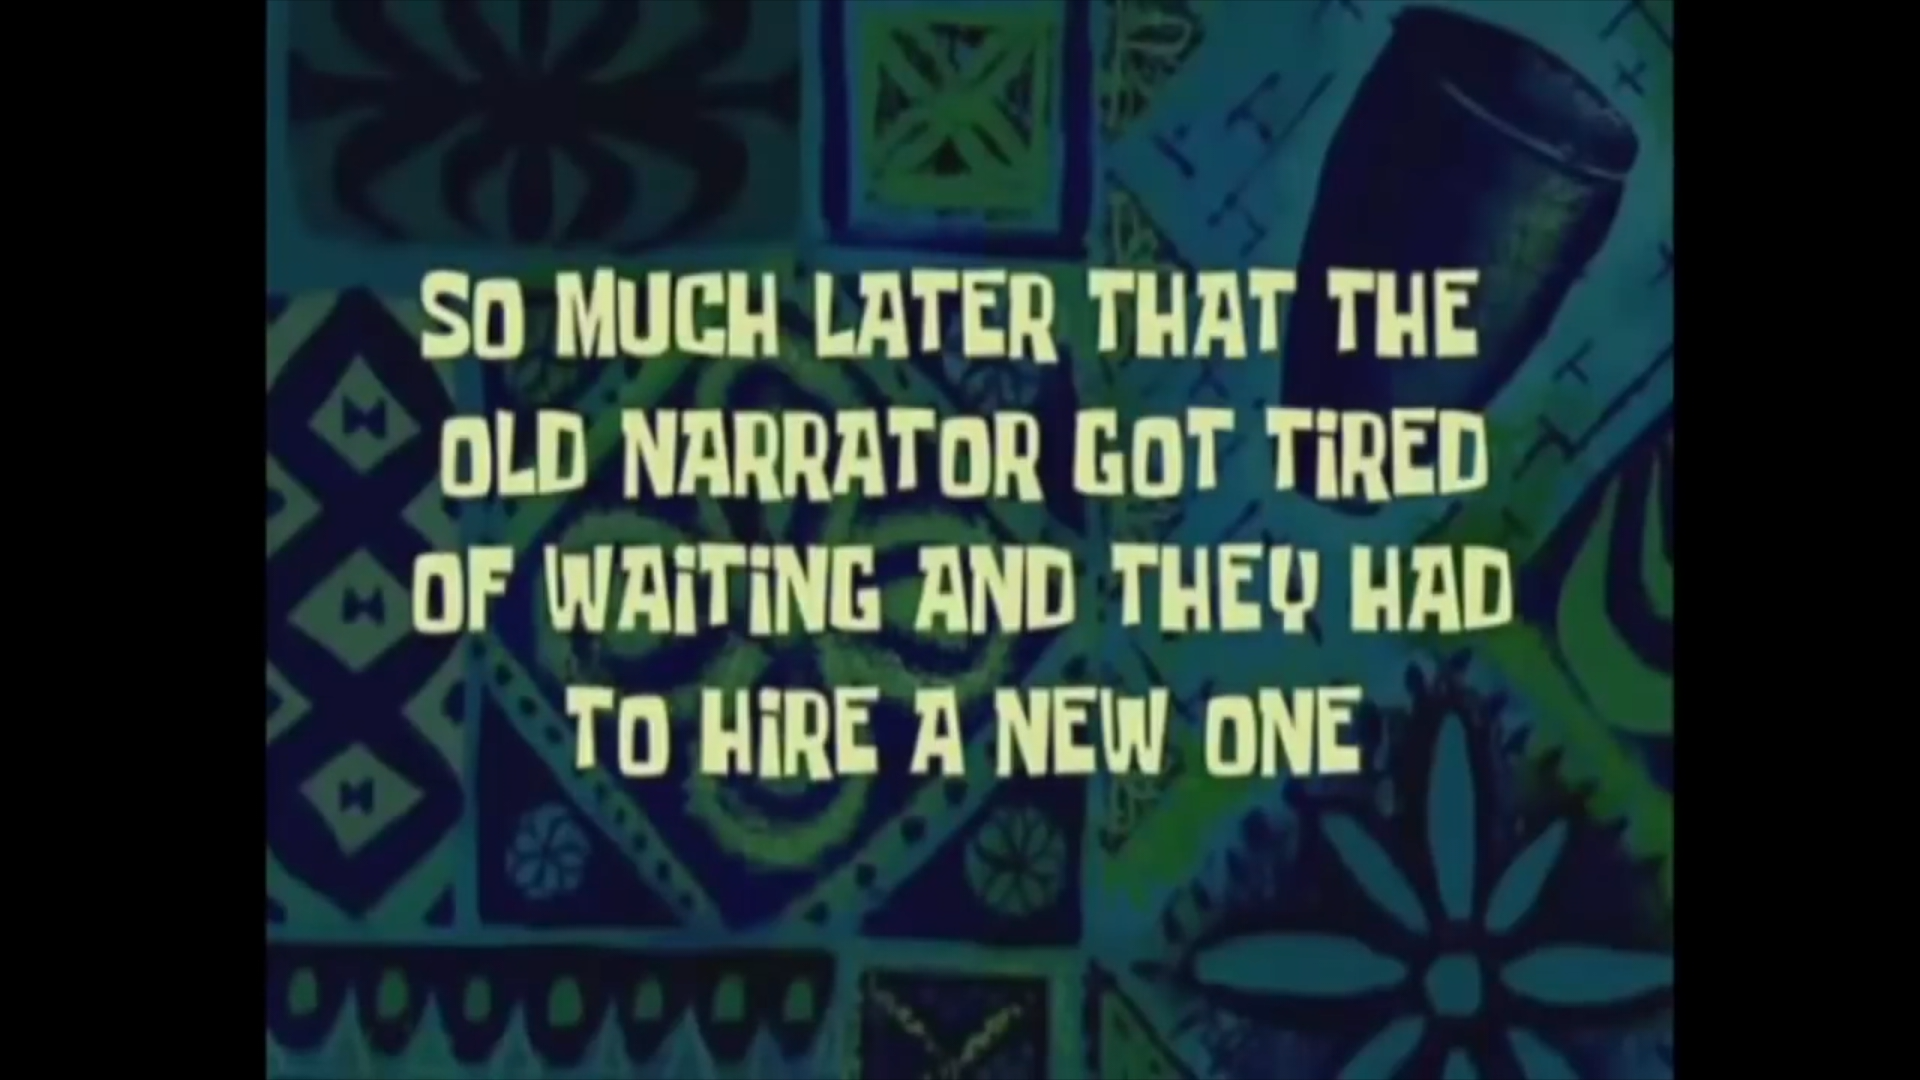 SO MUCH LATER THAT THE
OLD NARRATOR GOT TiRED
OF WAiTiNG AND THEY HAD
TO HiRE A NEW ONE